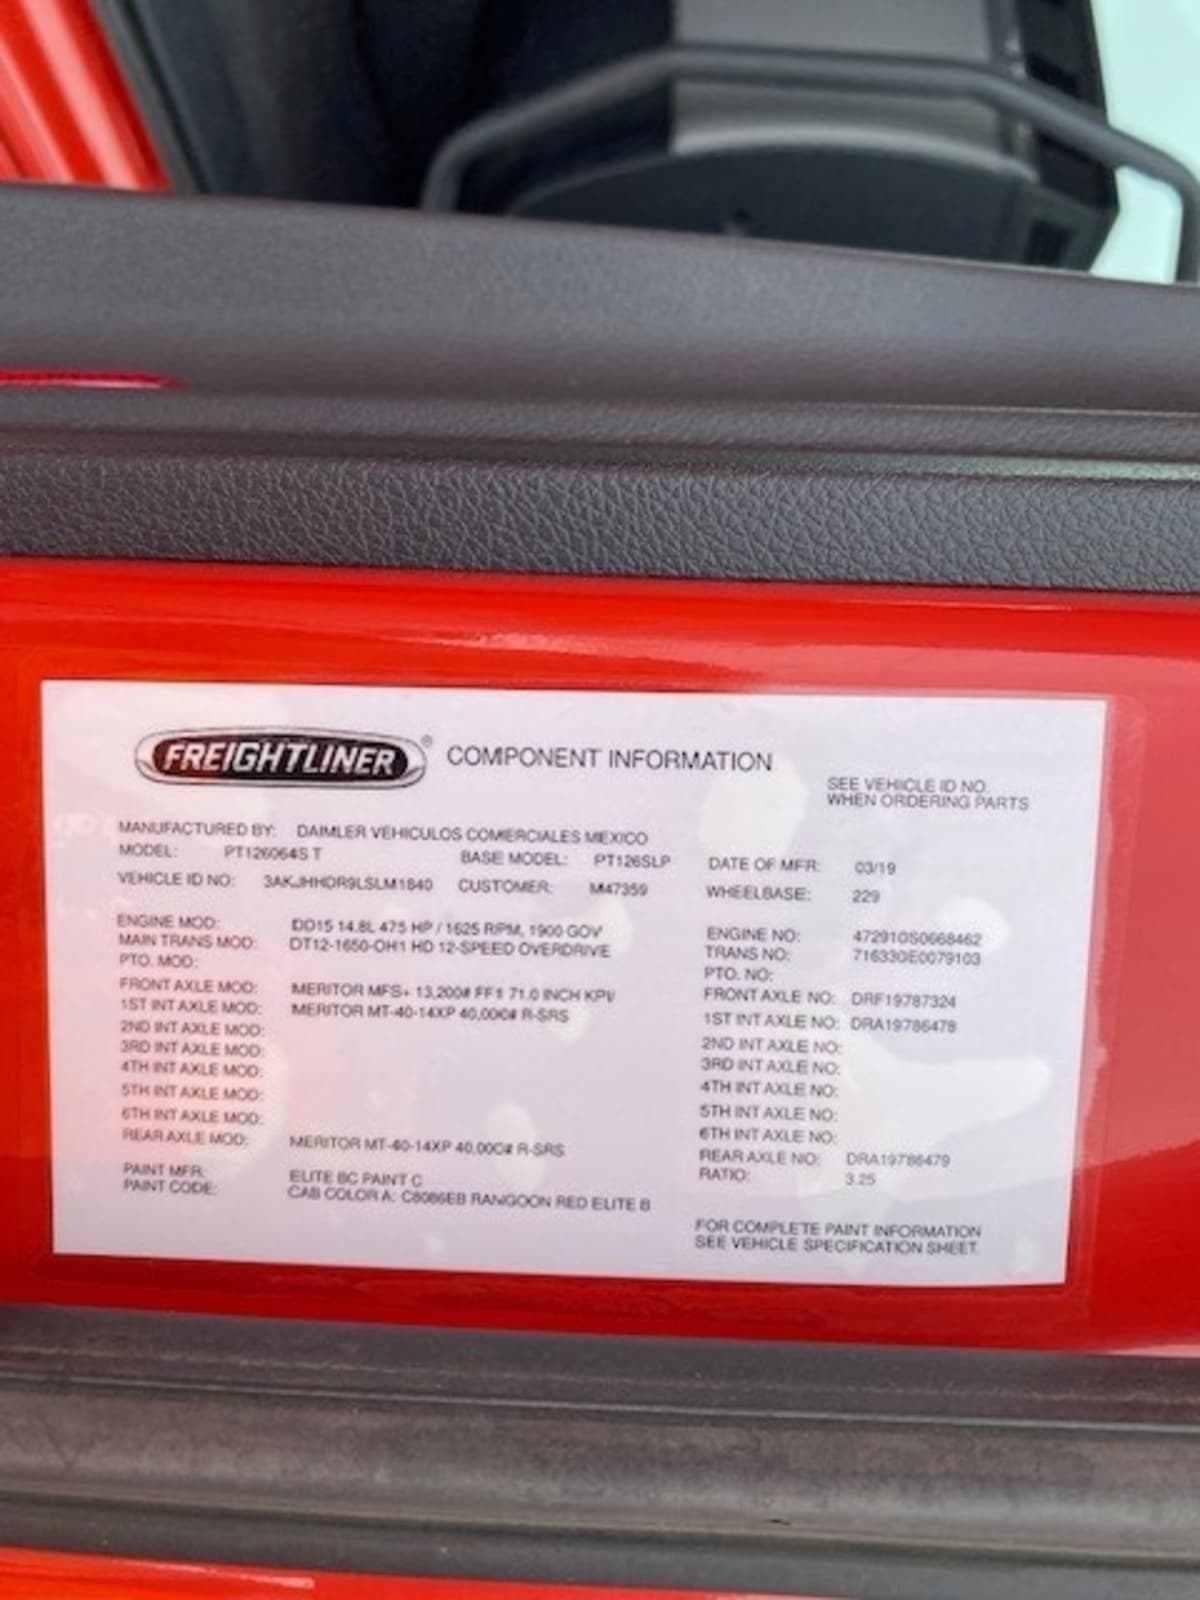 FREIGHTLINER® COMPONENT INFORMATION
SEE VEHICLE ID NO.
WHEN ORDERING PARTS
MANUFACTURED BY: DAIMLER VEHICULOS COMERCIALES MEXICO
MODEL: PT126064S T BASE MODEL: PT126SLP DATE OF MFR: 03/19
VEHICLE ID NO: 3AKJHHDR9LSLM1840 CUSTOMER: M47359 WHEELBASE: 229
ENGINE MOD: DD15 14.8L 475 HP / 1625 RPM, 1900 GOV ENGINE NO: 472910S0668462
MAIN TRANS MOD: DT12-1650-OH1 HD 12-SPEED OVERDRIVE TRANS NO: 716330E0079103
PTO. MOD: PTO. NO:
FRONT AXLE MOD: MERITOR MFS+ 13,200# FF1 71.0 INCH KPI/ FRONT AXLE NO: DRF19787324
1ST INT AXLE MOD: MERITOR MT-40-14XP 40,000# R-SRS 1ST INT AXLE NO: DRA19786478
2ND INT AXLE MOD: 2ND INT AXLE NO:
3RD INT AXLE MOD: 3RD INT AXLE NO:
4TH INT AXLE MOD: 4TH INT AXLE NO:
5TH INT AXLE MOD: 5TH INT AXLE NO:
6TH INT AXLE MOD: 6TH INT AXLE NO:
REAR AXLE MOD: MERITOR MT-40-14XP 40,000# R-SRS REAR AXLE NO: DRA19786479
PAINT MFR: ELITE BC PAINT C RATIO: 3.25
PAINT CODE: CAB COLOR A: C8086EB RANGOON RED ELITE B
FOR COMPLETE PAINT INFORMATION
SEE VEHICLE SPECIFICATION SHEET.